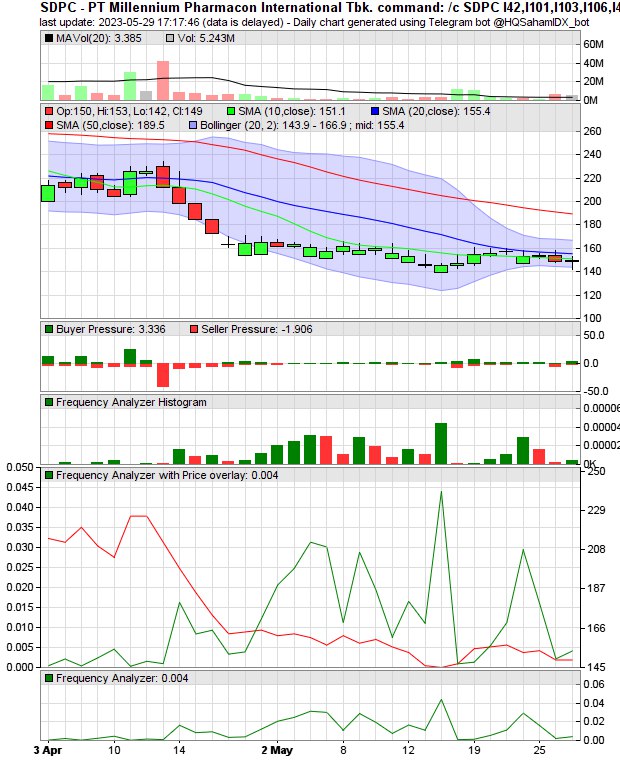 SDPC - PT Millennium Pharmacon International Tbk. command: /c SDPC I42,I101,I103,I106,I4
last update: 2023-05-29 17:17:46 (data is delayed) - Daily chart generated using Telegram bot @HQSahamIDX_bot
MAVol(20): 3.385 Vol: 5.243M
60M
40M
20M
0M
Op:150, Hi:153, Lo:142, Cl:149 SMA (10,close): 151.1 SMA (20,close): 155.4
SMA (50,close): 189.5 Bollinger (20, 2): 143.9 - 166.9 ; mid: 155.4
260
240
220
200
180
160
140
120
100
Buyer Pressure: 3.336 Seller Pressure: -1.906
50.0
0.0
-50.0
Frequency Analyzer Histogram
0.00006
0.00004
0.00002
0K
Frequency Analyzer with Price overlay: 0.004
0.050
0.045
0.040
0.035
0.030
0.025
0.020
0.015
0.010
0.005
0.000
250
229
208
187
166
145
Frequency Analyzer: 0.004
0.06
0.04
0.02
0.00
3 Apr 10 14 2 May 8 12 19 25